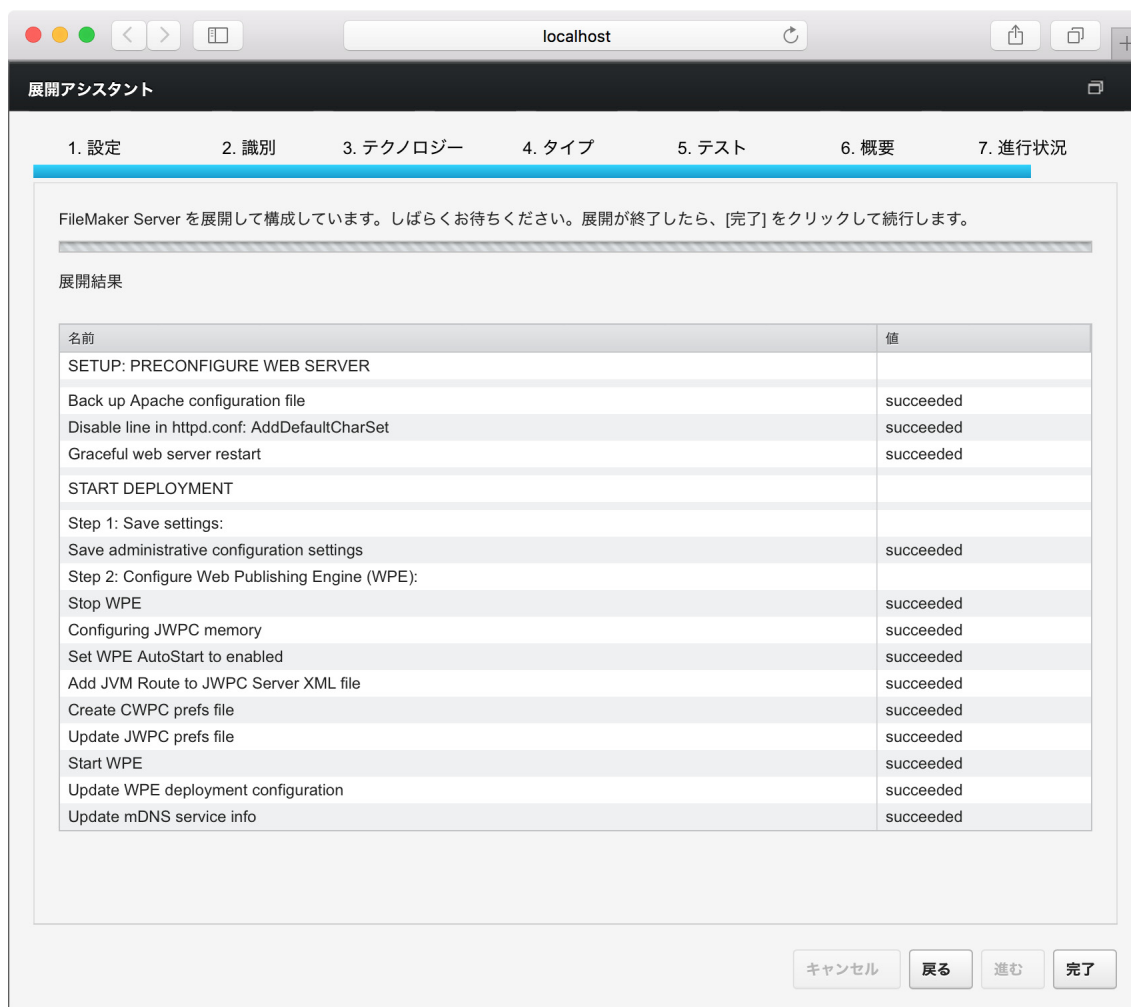 localhost
展開アシスタント
1. 設定 2. 識別 3. テクノロジー 4. タイプ 5. テスト 6. 概要 7. 進行状況
FileMaker Server を展開して構成しています。しばらくお待ちください。展開が終了したら、[完了] をクリックして続行します。
展開結果
名前 値
SETUP: PRECONFIGURE WEB SERVER
Back up Apache configuration file succeeded
Disable line in httpd.conf: AddDefaultCharSet succeeded
Graceful web server restart succeeded
START DEPLOYMENT
Step 1: Save settings:
Save administrative configuration settings succeeded
Step 2: Configure Web Publishing Engine (WPE):
Stop WPE succeeded
Configuring JWPC memory succeeded
Set WPE AutoStart to enabled succeeded
Add JVM Route to JWPC Server XML file succeeded
Create CWPC prefs file succeeded
Update JWPC prefs file succeeded
Start WPE succeeded
Update WPE deployment configuration succeeded
Update mDNS service info succeeded
キャンセル 戻る 進む 完了